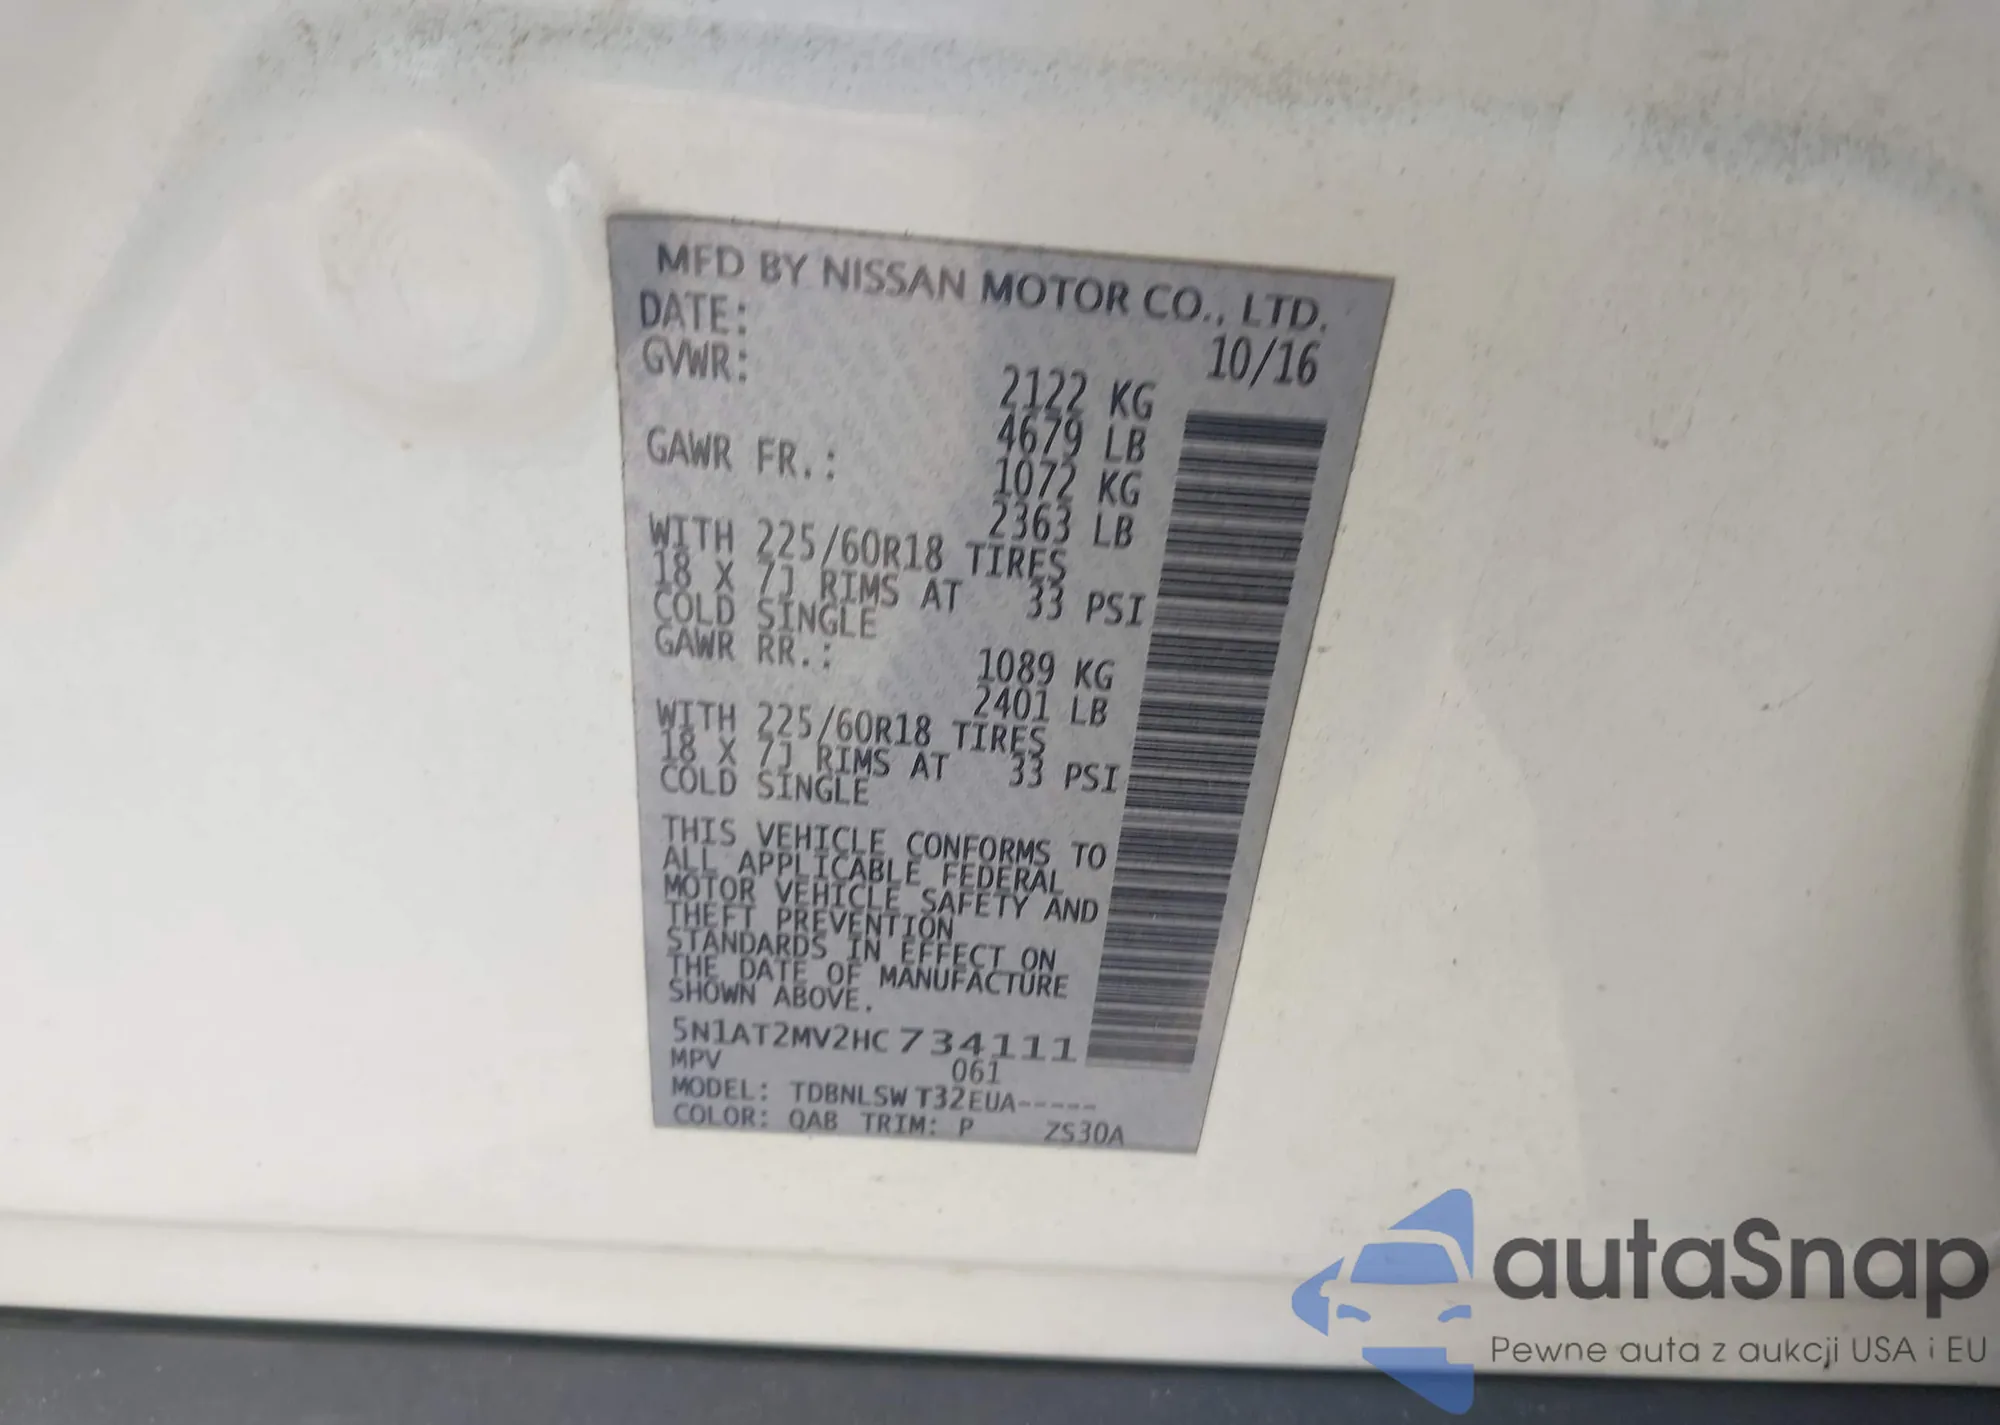 MFD BY NISSAN MOTOR CO., LTD.
DATE: 10/16
GVWR: 2122 KG
4679 LB
GAWR FR.: 1072 KG
2363 LB
WITH 225/60R18 TIRES
18 X 7J RIMS AT 33 PSI
COLD SINGLE
GAWR RR.: 1089 KG
2401 LB
WITH 225/60R18 TIRES
18 X 7J RIMS AT 33 PSI
COLD SINGLE
THIS VEHICLE CONFORMS TO
ALL APPLICABLE FEDERAL
MOTOR VEHICLE SAFETY AND
THEFT PREVENTION
STANDARDS IN EFFECT ON
THE DATE OF MANUFACTURE
SHOWN ABOVE.
5N1AT2MV2HC734111
MPV 061
MODEL: TDBNLSW T32EUA-----
COLOR: QAB TRIM: P ZS30A
autaSnap
Pewne auta z aukcji USA i EU